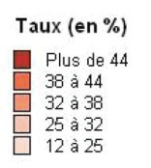 Taux (en %)
Plus de 44
38 à 44
32 à 38
25 à 32
12 à 25